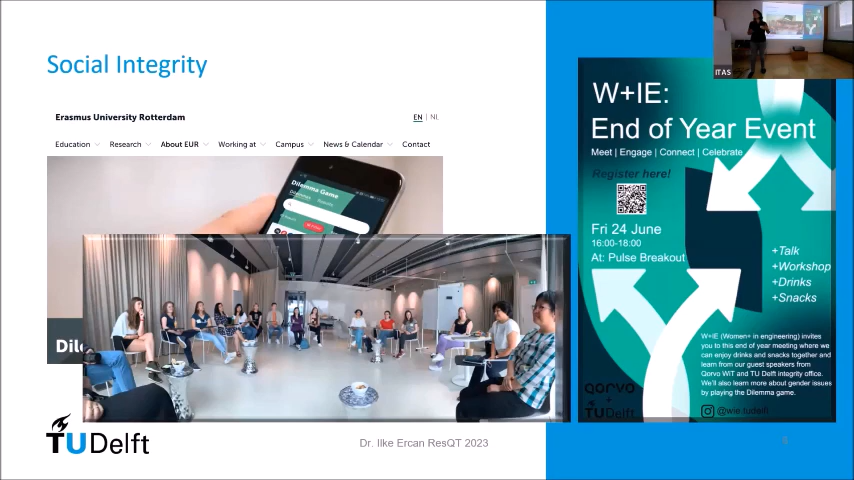 Social Integrity
Erasmus University Rotterdam
EN | NL
Education
Research
About EUR
Working at
Campus
News & Calendar
Contact
Dilemma Game
Dilemmas
ITAS
W+IE:
End of Year Event
Meet | Engage | Connect | Celebrate
Register here!
Fri 24 June
16:00-18:00
At: Pulse Breakout
+Talk
+Workshop
+Drinks
+Snacks
W+IE (Women+ in engineering) invites
you to this end of year meeting where we
can enjoy drinks and snacks together and
learn from our guest speakers from
Qorvo WIT and TU Delft integrity office.
We'll also learn more about gender issues
by playing the Dilemma game.
QORVO
+
TUDelft
@wie.tudelft
TUDelft
Dr. Ilke Ercan ResQT 2023